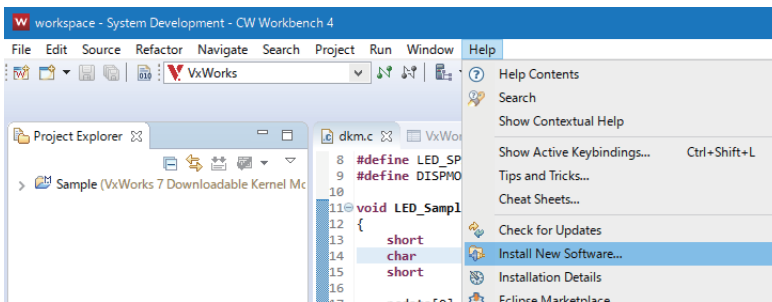 workspace - System Development - CW Workbench 4
File Edit Source Refactor Navigate Search Project Run Window Help
VxWorks
Help Contents
Search
Show Contextual Help
Show Active Keybindings... Ctrl+Shift+L
Tips and Tricks...
Cheat Sheets...
Check for Updates
Install New Software...
Installation Details
Eclipse Marketplace
Project Explorer
Sample (VxWorks 7 Downloadable Kernel Mo
dkm.c
VxWor
8 #define LED_SP
9 #define DISPMO
10
11 void LED_Sampl
12 {
13 short
14 char
15 short
16